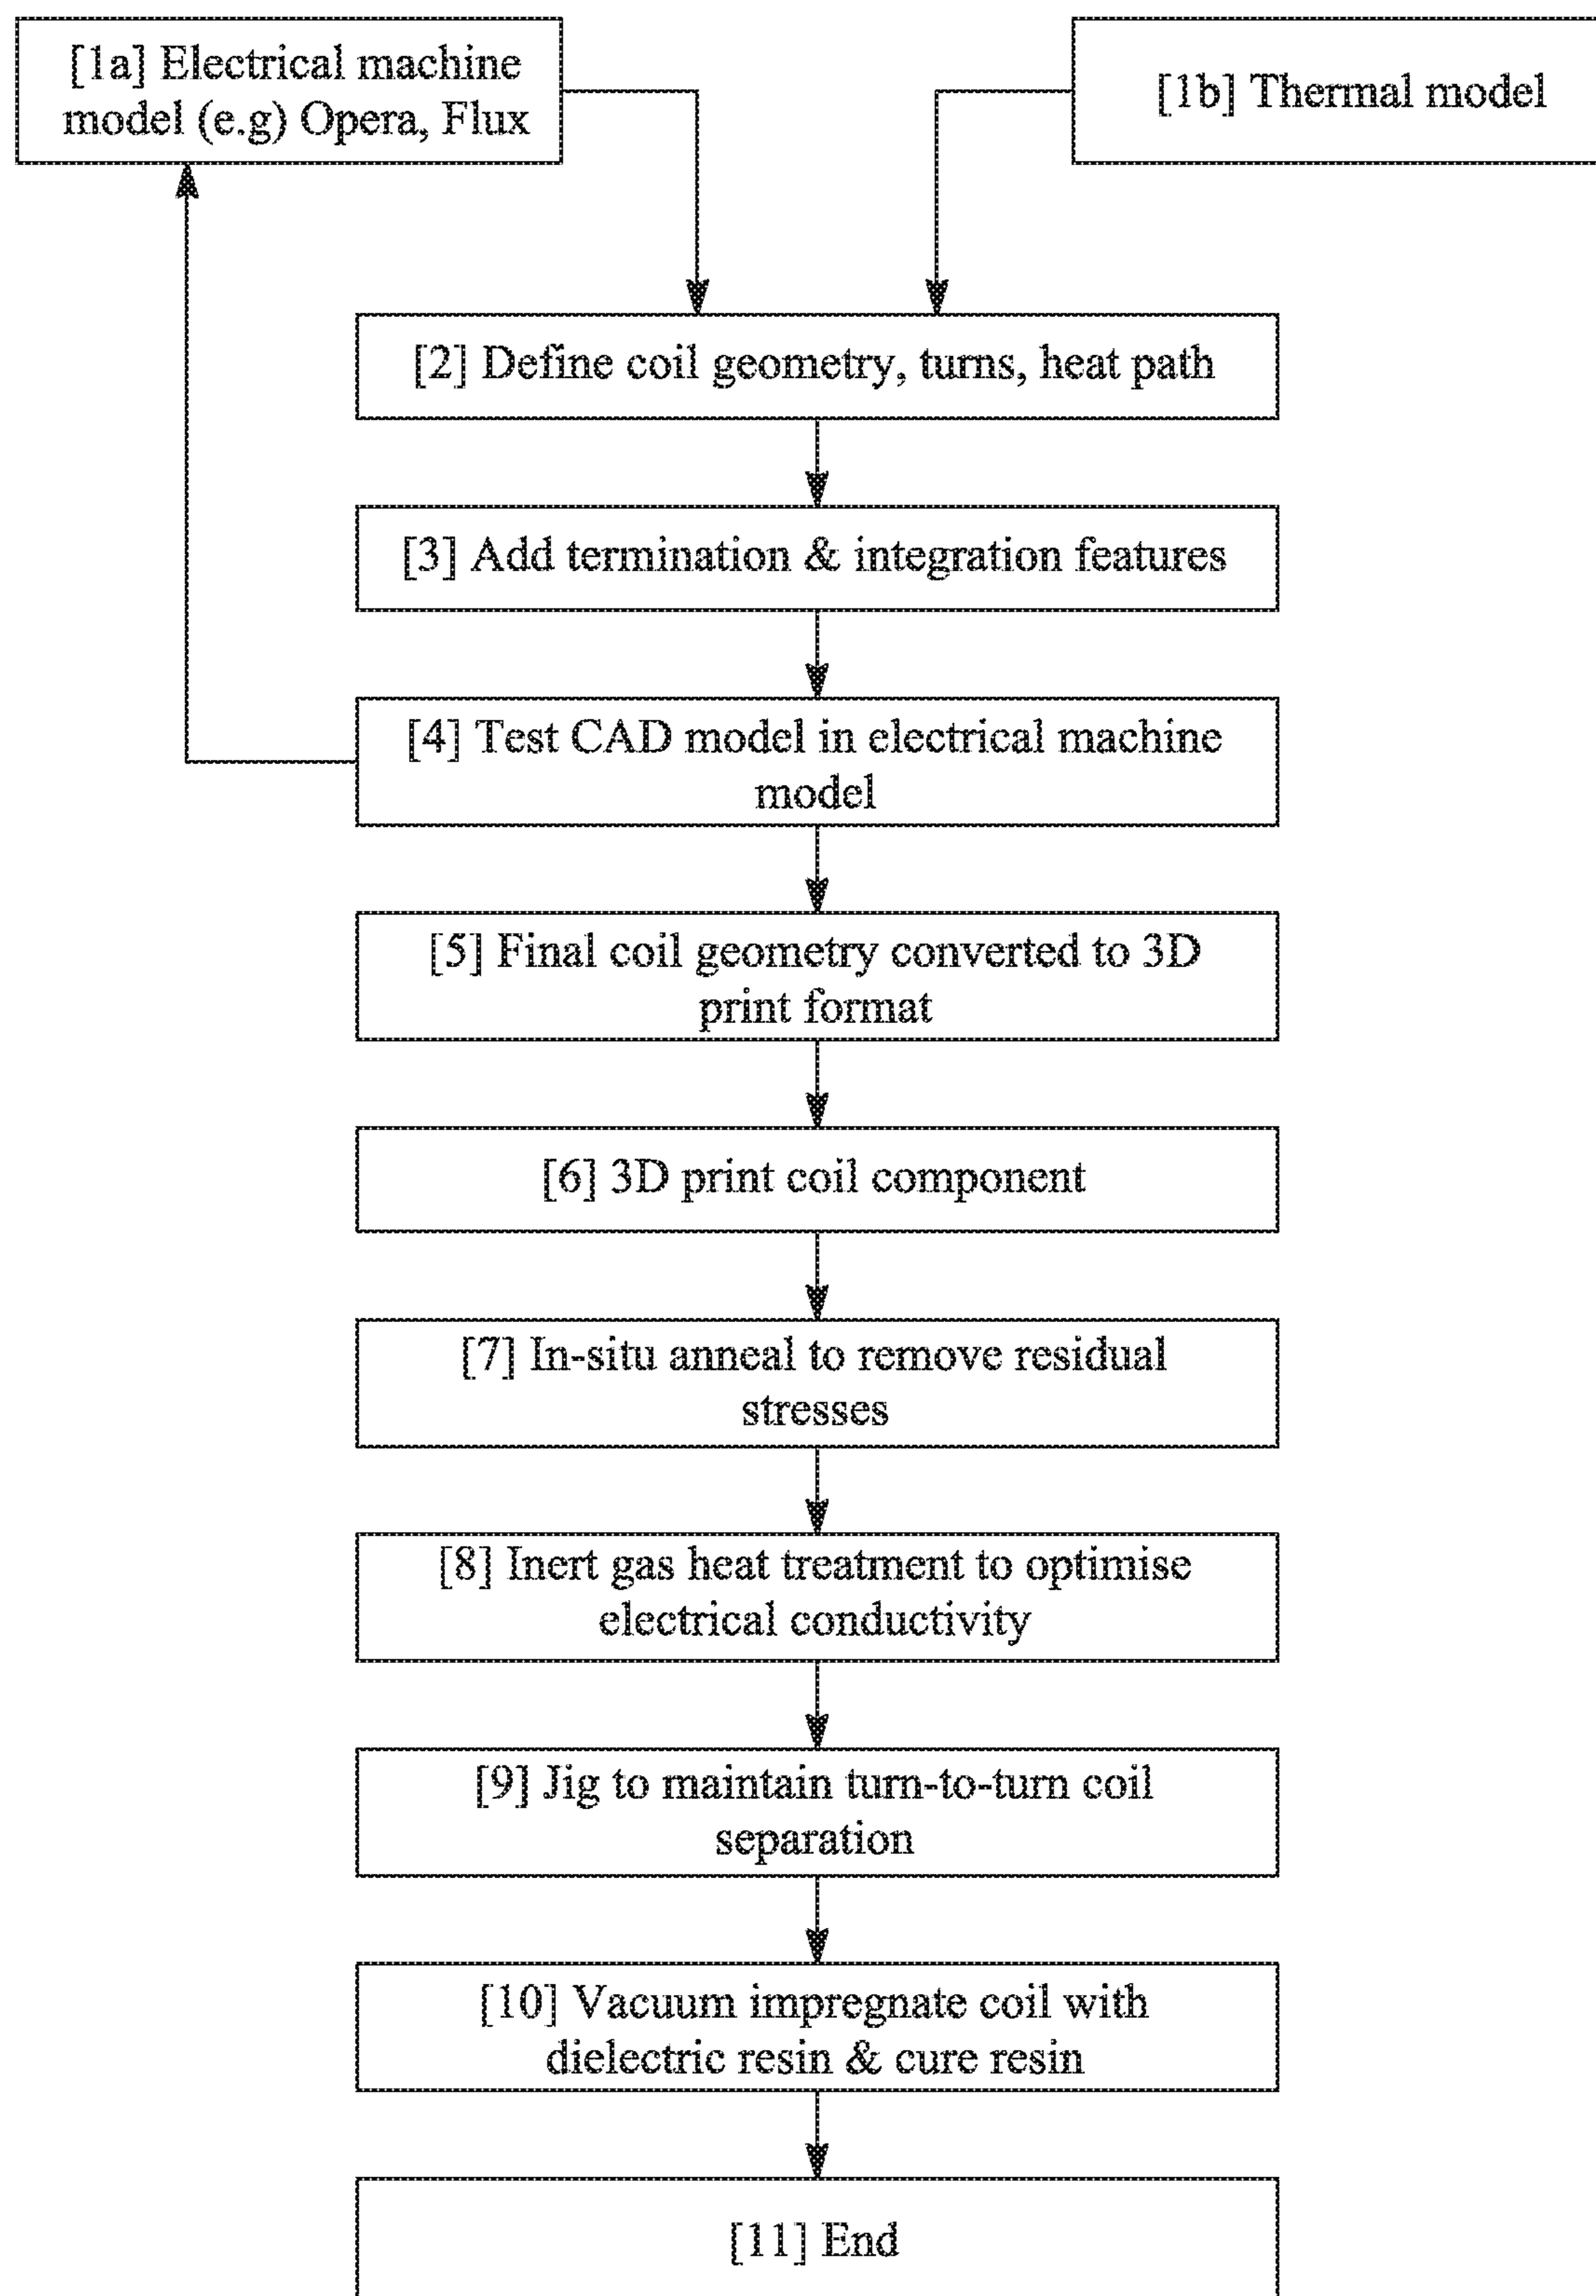 [1a] Electrical machine
model (e.g) Opera, Flux
[1b] Thermal model
[2] Define coil geometry, turns, heat path
[3] Add termination & integration features
[4] Test CAD model in electrical machine
model
[5] Final coil geometry converted to 3D
print format
[6] 3D print coil component
[7] In-situ anneal to remove residual
stresses
[8] Inert gas heat treatment to optimise
electrical conductivity
[9] Jig to maintain turn-to-turn coil
separation
[10] Vacuum impregnate coil with
dielectric resin & cure resin
[11] End